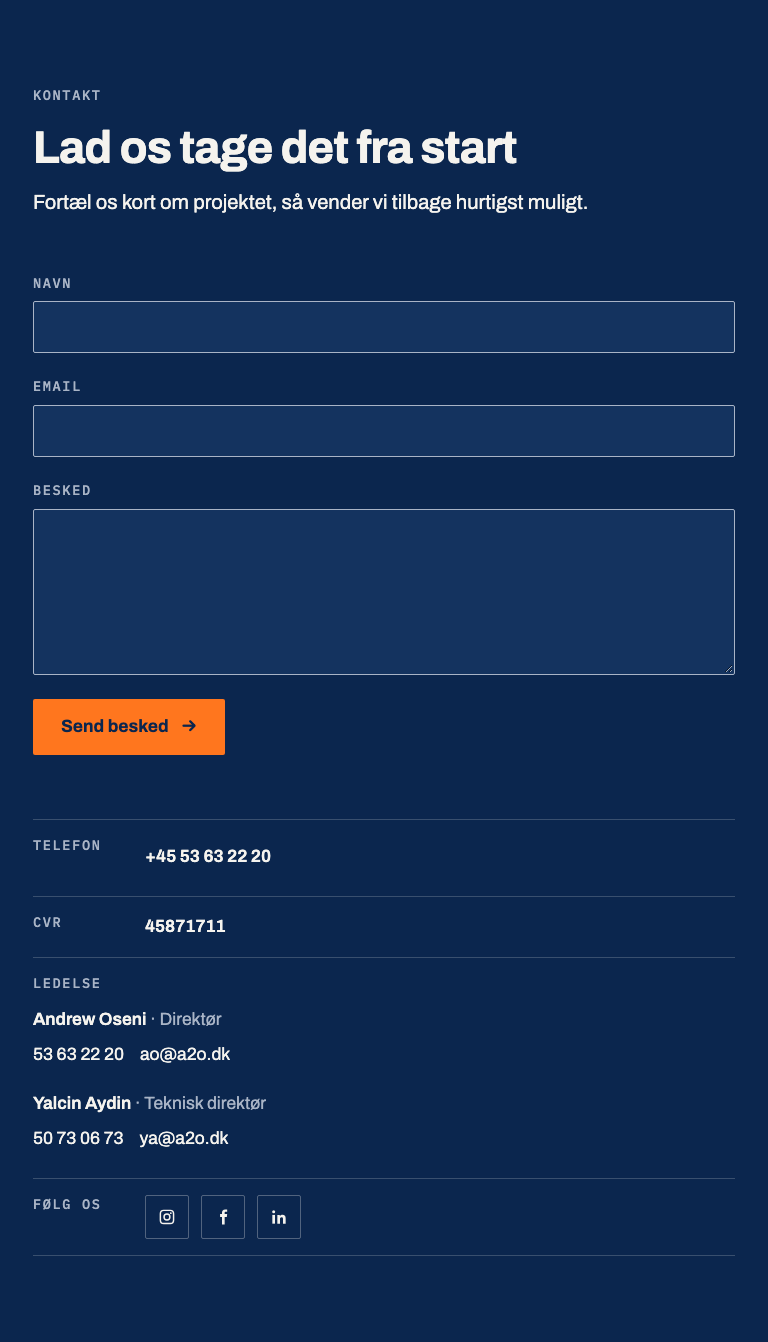 KONTAKT
Lad os tage det fra start
Fortæl os kort om projektet, så vender vi tilbage hurtigst muligt.
NAVN
EMAIL
BESKED
Send besked →
TELEFON
+45 53 63 22 20
CVR
45871711
LEDELSE
Andrew Oseni · Direktør
53 63 22 20 ao@a2o.dk
Yalcin Aydin · Teknisk direktør
50 73 06 73 ya@a2o.dk
FØLG OS